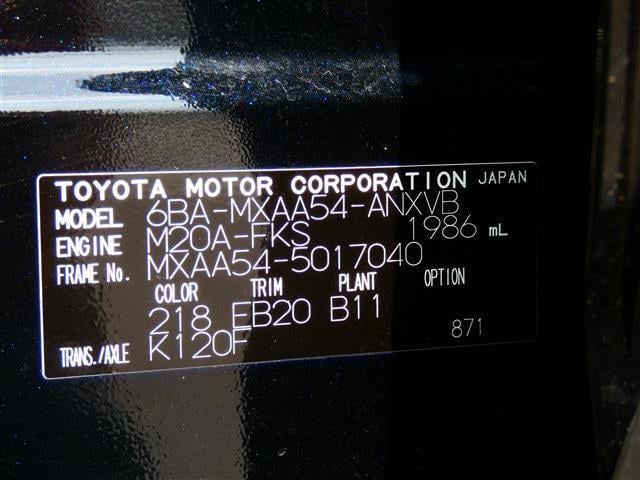 TOYOTA MOTOR CORPORATION JAPAN
MODEL 6BA-MXAA54-ANXVB
ENGINE M20A-FKS 1986 mL
FRAME No. MXAA54-5017040
COLOR TRIM PLANT OPTION
218 EB20 B11
TRANS./AXLE K120F 871